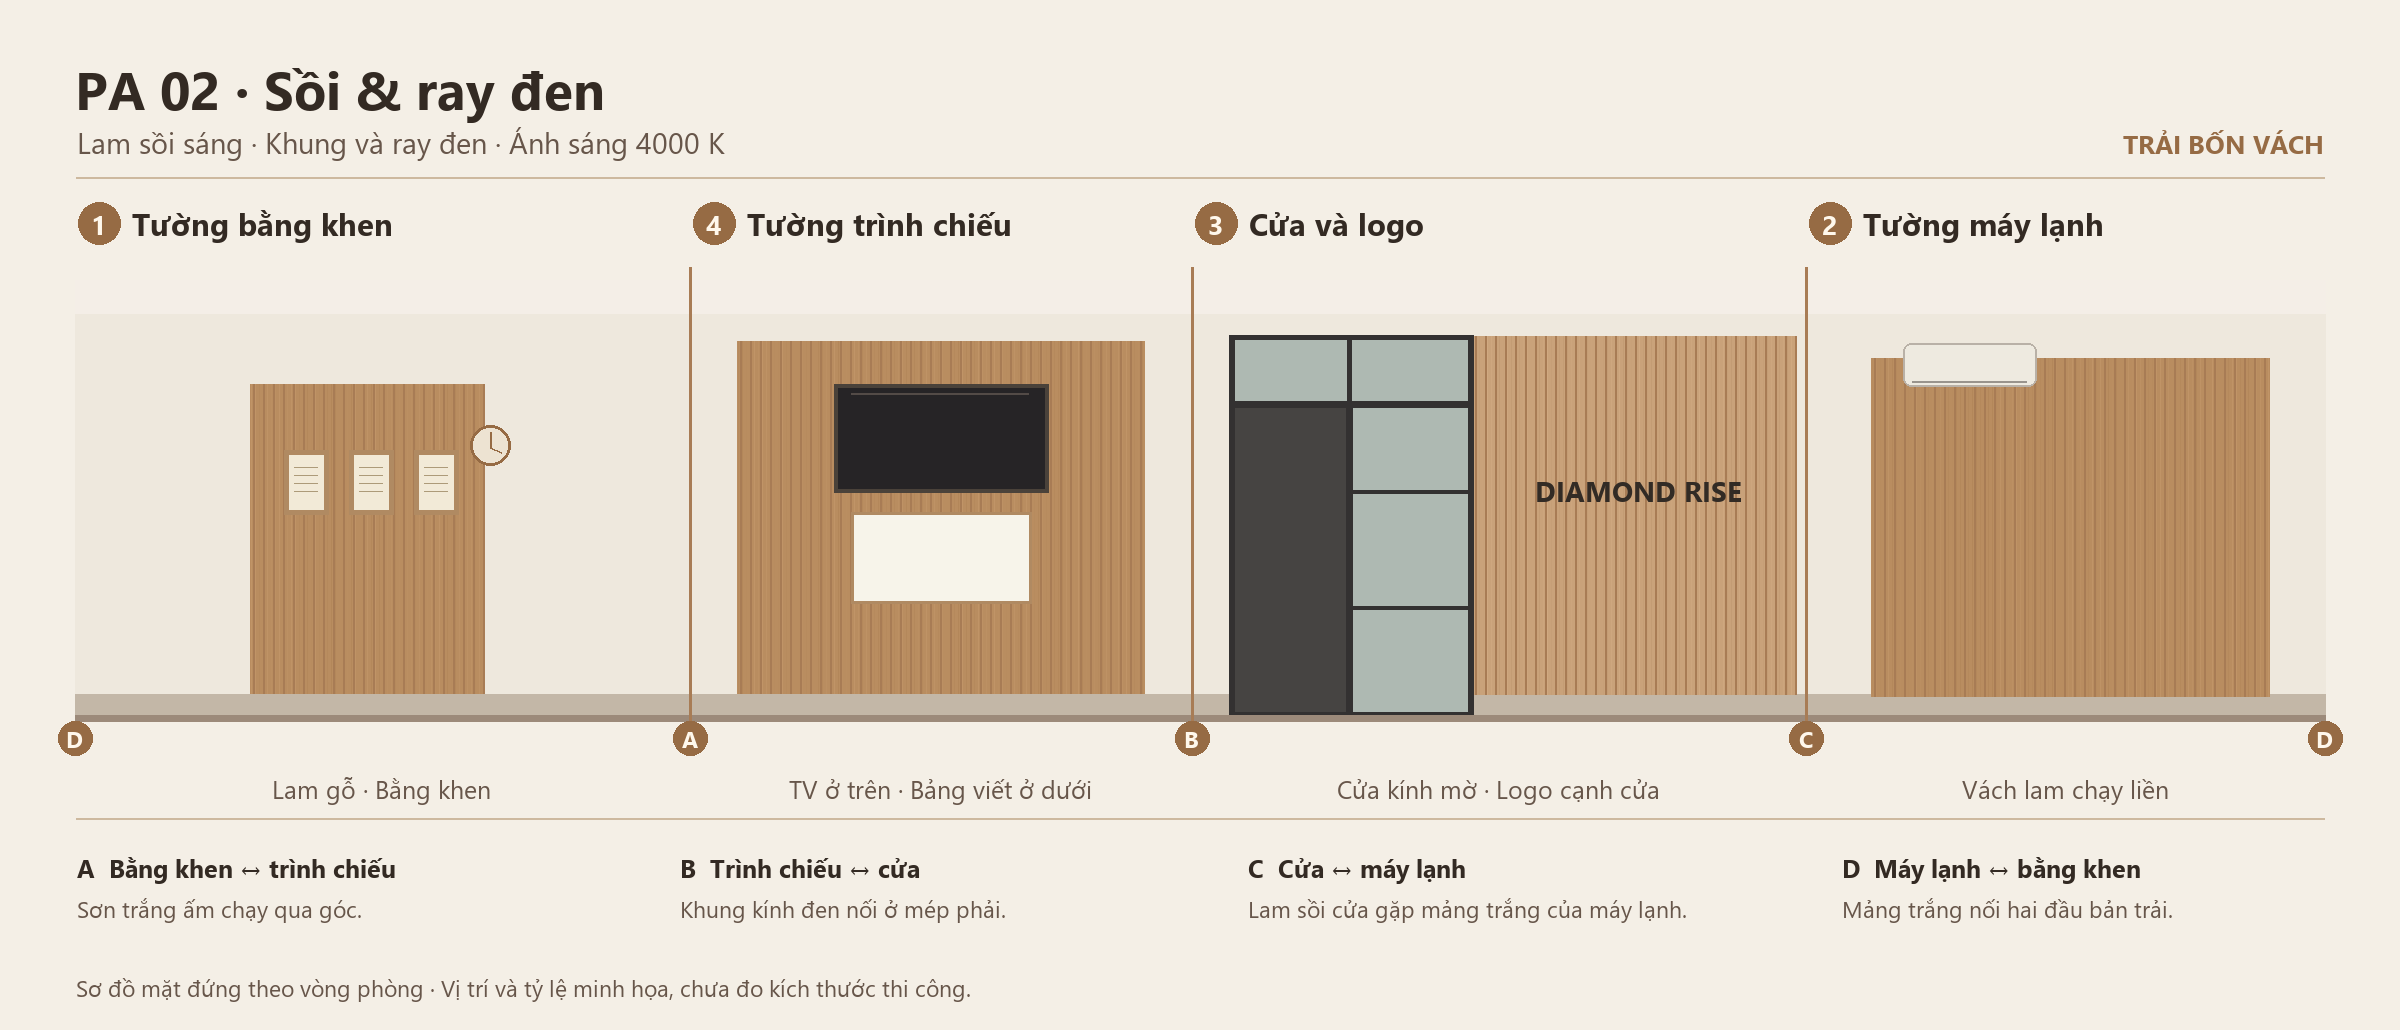 PA 02 · Sồi & ray đen
Lam sồi sáng · Khung và ray đen · Ánh sáng 4000 K
TRẢI BỐN VÁCH
1 Tường bằng khen
4 Tường trình chiếu
3 Cửa và logo
2 Tường máy lạnh
DIAMOND RISE
D
A
B
C
D
Lam gỗ · Bằng khen
TV ở trên · Bảng viết ở dưới
Cửa kính mờ · Logo cạnh cửa
Vách lam chạy liền
A Bằng khen ↔ trình chiếu
Sơn trắng ấm chạy qua góc.
B Trình chiếu ↔ cửa
Khung kính đen nối ở mép phải.
C Cửa ↔ máy lạnh
Lam sồi cửa gặp mảng trắng của máy lạnh.
D Máy lạnh ↔ bằng khen
Mảng trắng nối hai đầu bản trải.
Sơ đồ mặt đứng theo vòng phòng · Vị trí và tỷ lệ minh họa, chưa đo kích thước thi công.